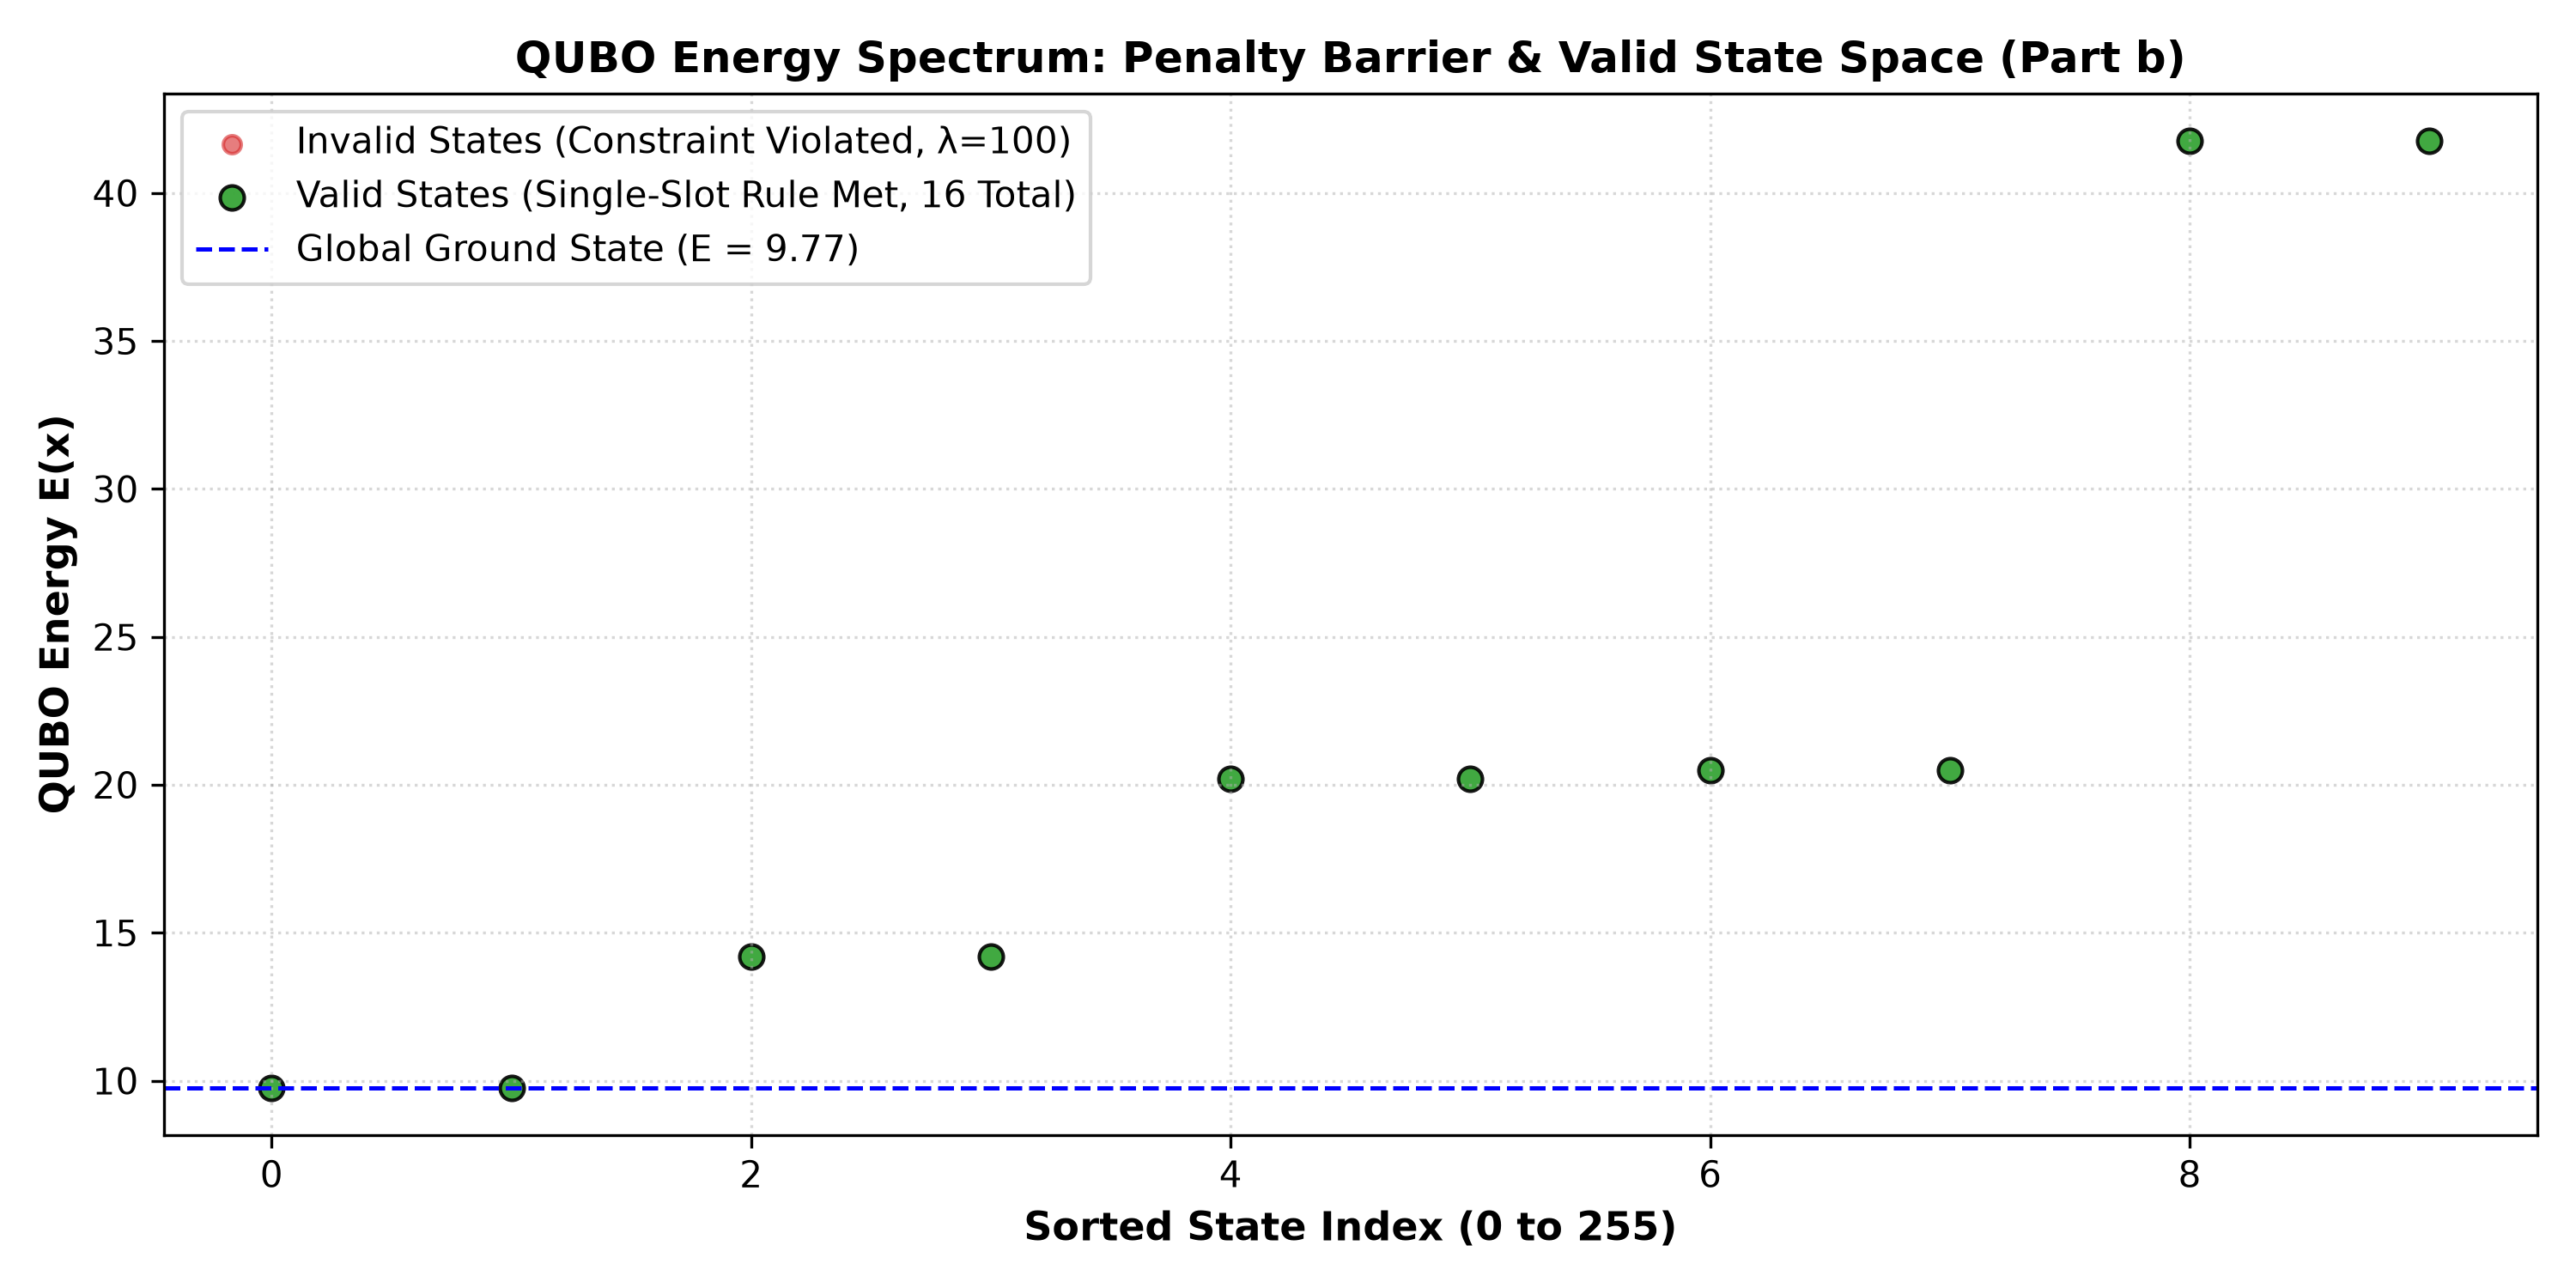 QUBO Energy Spectrum: Penalty Barrier & Valid State Space (Part b)
Invalid States (Constraint Violated, λ=100)
Valid States (Single-Slot Rule Met, 16 Total)
Global Ground State (E = 9.77)
QUBO Energy E(x)
40
35
30
25
20
15
10
0 2 4 6 8
Sorted State Index (0 to 255)